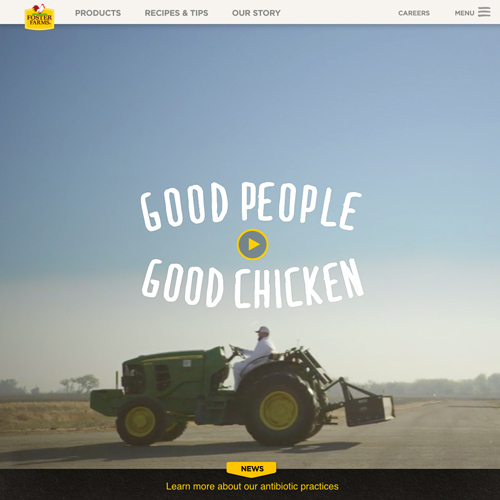 FOSTER
FARMS
PRODUCTS
RECIPES & TIPS
OUR STORY
CAREERS
MENU
GOOD PEOPLE
GOOD CHICKEN
NEWS
Learn more about our antibiotic practices